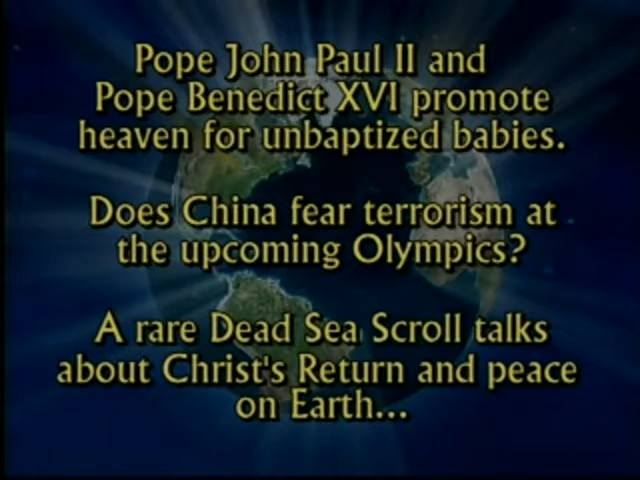 Pope John Paul II and
Pope Benedict XVI promote
heaven for unbaptized babies.
Does China fear terrorism at
the upcoming Olympics?
A rare Dead Sea Scroll talks
about Christ's Return and peace
on Earth...